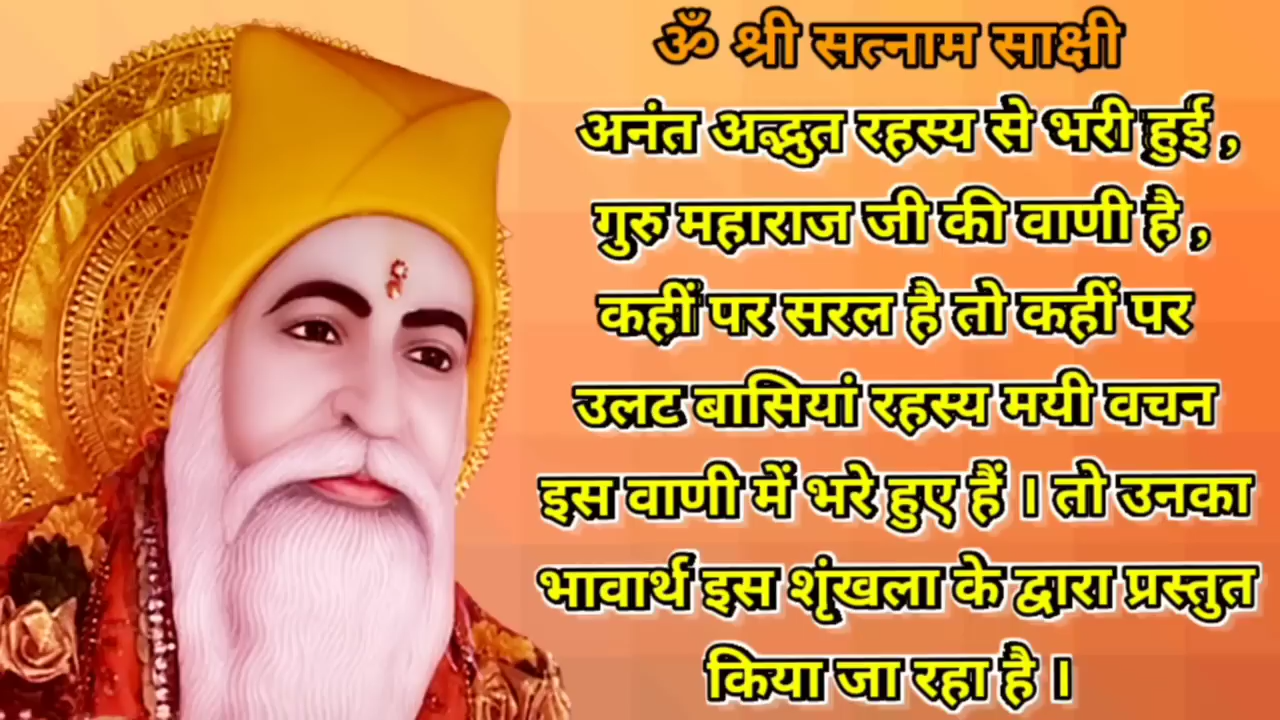 ॐ श्री सत्नाम साक्षी
अनंत अद्भुत रहस्य से भरी हुई ,
गुरु महाराज जी की वाणी है ,
कहीं पर सरल है तो कहीं पर
उलट बासियां रहस्य मयी वचन
इस वाणी में भरे हुए हैं । तो उनका
भावार्थ इस शृंखला के द्वारा प्रस्तुत
किया जा रहा है ।